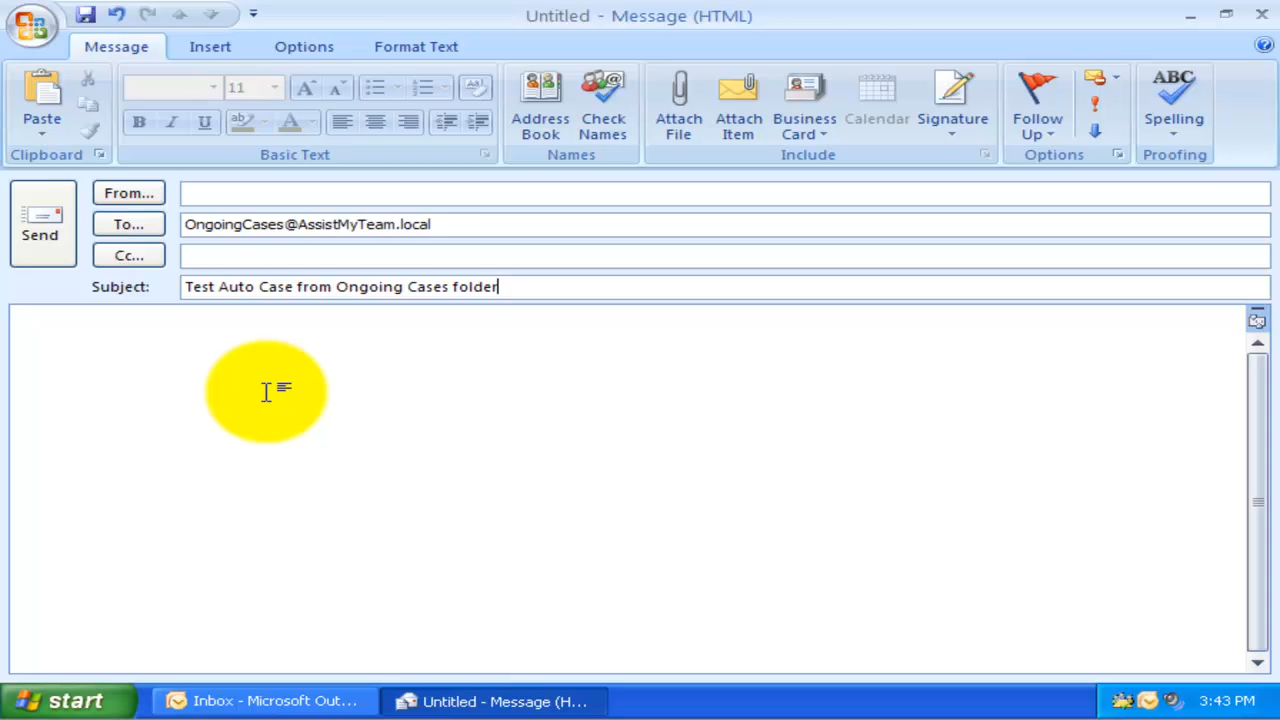 Untitled - Message (HTML)
Message Insert Options Format Text
Paste
Clipboard
11
B I U
A
Basic Text
Address Book
Check Names
Names
Attach File
Attach Item
Business Card
Calendar
Signature
Include
Follow Up
Options
ABC
Spelling
Proofing
Send
From...
To... OngoingCases@AssistMyTeam.local
Cc...
Subject: Test Auto Case from Ongoing Cases folder
start
Inbox - Microsoft Out...
Untitled - Message (H...
3:43 PM